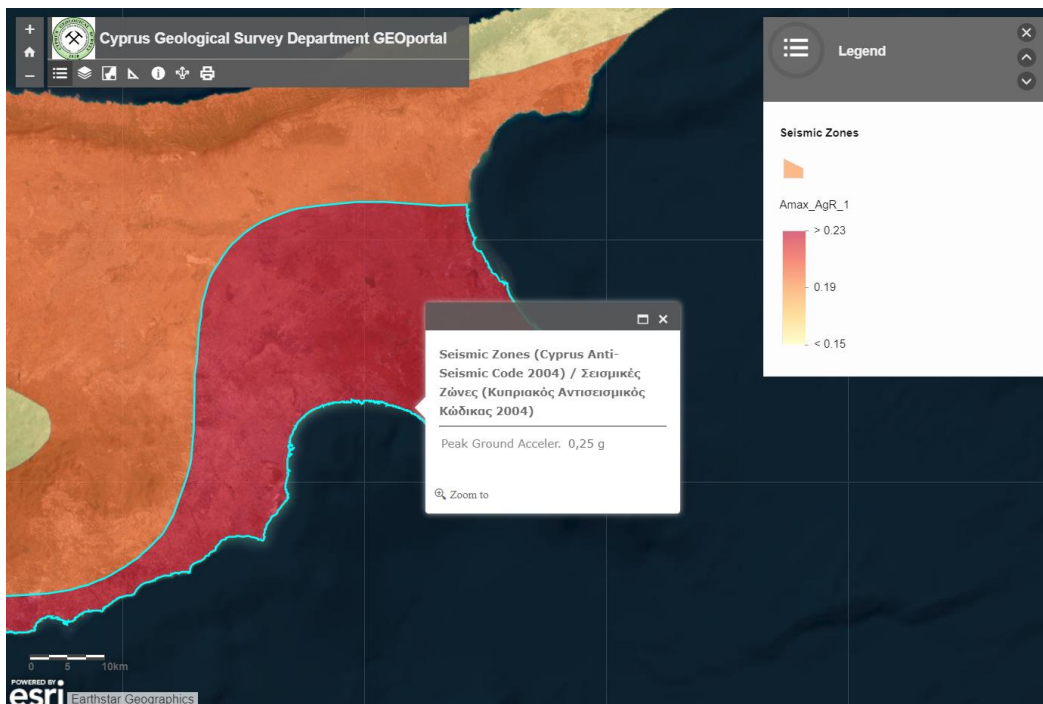 +
Cyprus Geological Survey Department GEOportal
–
Legend
Seismic Zones
Amax_AgR_1
> 0.23
0.19
< 0.15
Seismic Zones (Cyprus Anti-
Seismic Code 2004) / Σεισμικές
Ζώνες (Κυπριακός Αντισεισμικός
Κώδικας 2004)
Peak Ground Acceler. 0,25 g
Zoom to
0 5 10km
POWERED BY
esri
Earthstar Geographics